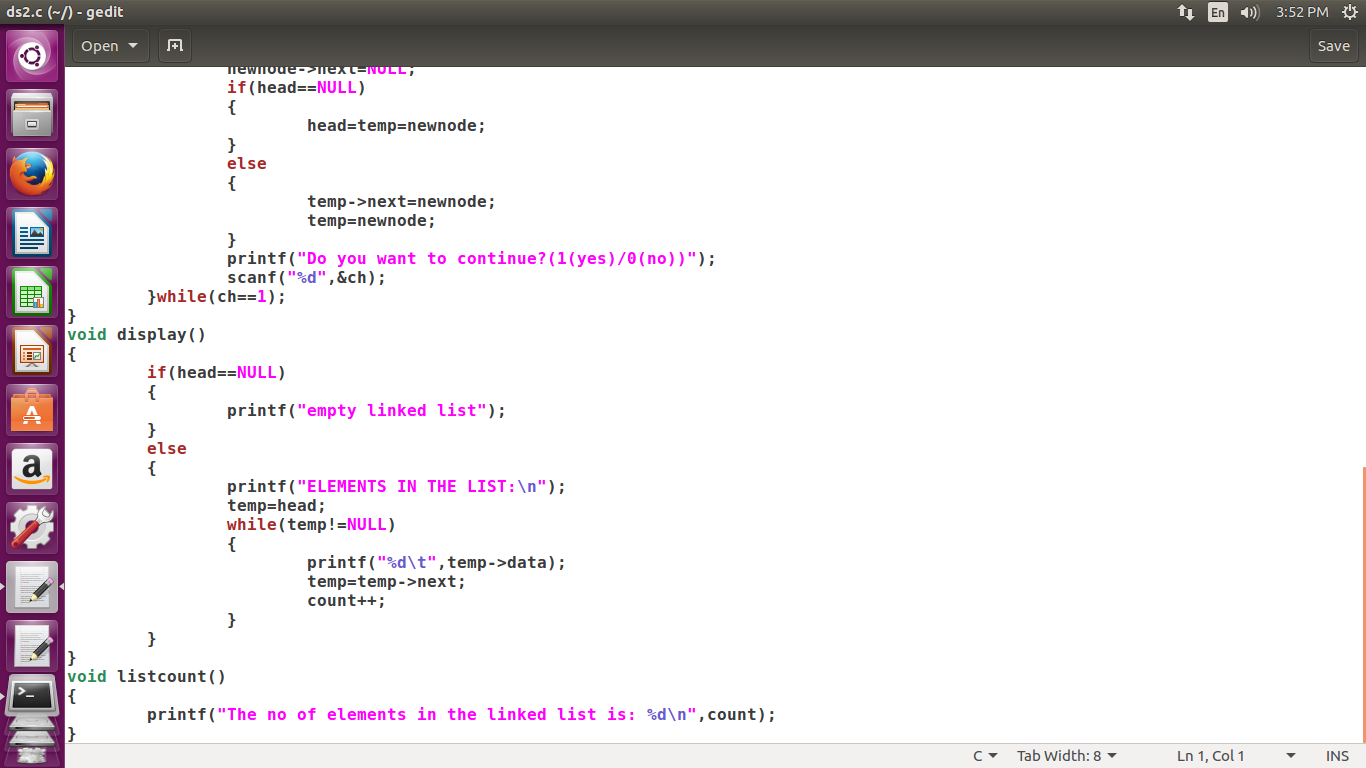 ds2.c (~/) - gedit
En
3:52 PM
Open
Save
newnode->next=NULL;
if(head==NULL)
{
head=temp=newnode;
}
else
{
temp->next=newnode;
temp=newnode;
}
printf("Do you want to continue?(1(yes)/0(no))");
scanf("%d",&ch);
}while(ch==1);
}
void display()
{
if(head==NULL)
{
printf("empty linked list");
}
else
{
printf("ELEMENTS IN THE LIST:\n");
temp=head;
while(temp!=NULL)
{
printf("%d\t",temp->data);
temp=temp->next;
count++;
}
}
}
void listcount()
{
printf("The no of elements in the linked list is: %d\n",count);
}
C
Tab Width: 8
Ln 1, Col 1
INS